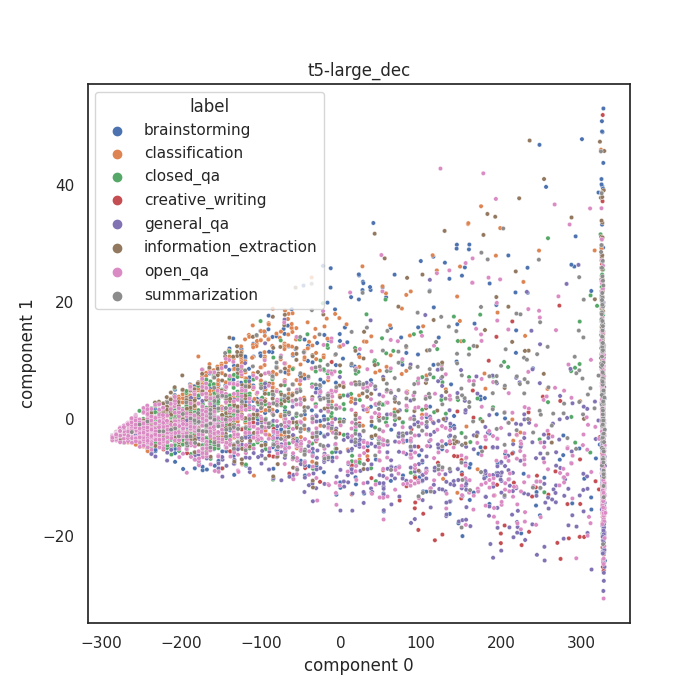 t5-large_dec
label
brainstorming
classification
closed_qa
creative_writing
general_qa
information_extraction
open_qa
summarization
component 1
40
20
0
−20
−300 −200 −100 0 100 200 300
component 0